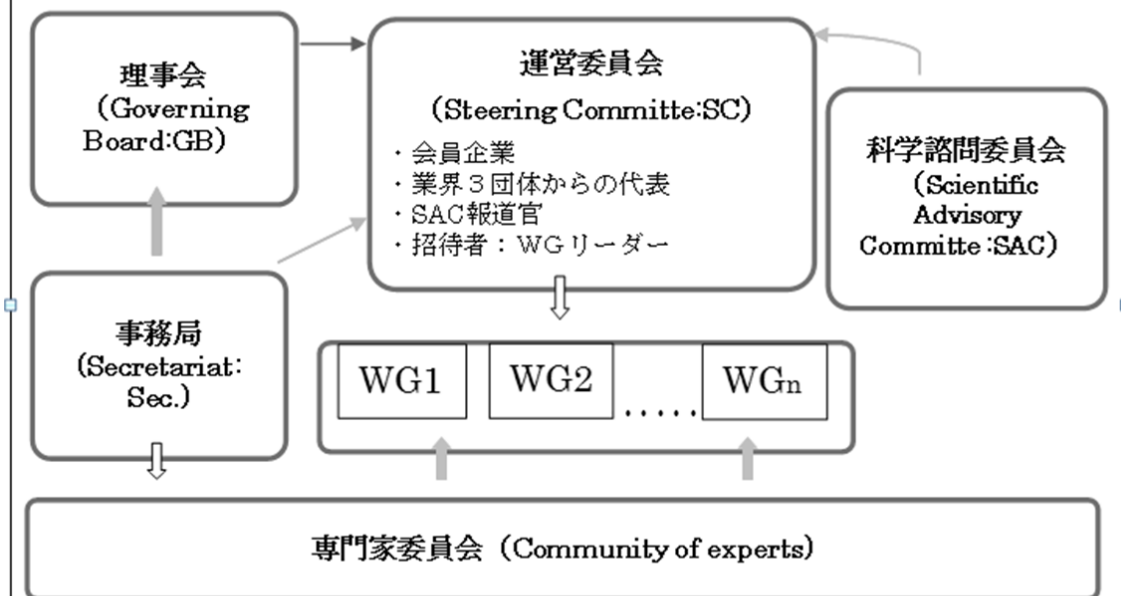 理事会
(Governing
Board:GB)
運営委員会
(Steering Committe:SC)
・会員企業
・業界３団体からの代表
・SAC報道官
・招待者：ＷＧリーダー
科学諮問委員会
(Scientific
Advisory
Committe:SAC)
事務局
(Secretariat:
Sec.)
WG1
WG2
.....
WGn
専門家委員会（Community of experts)